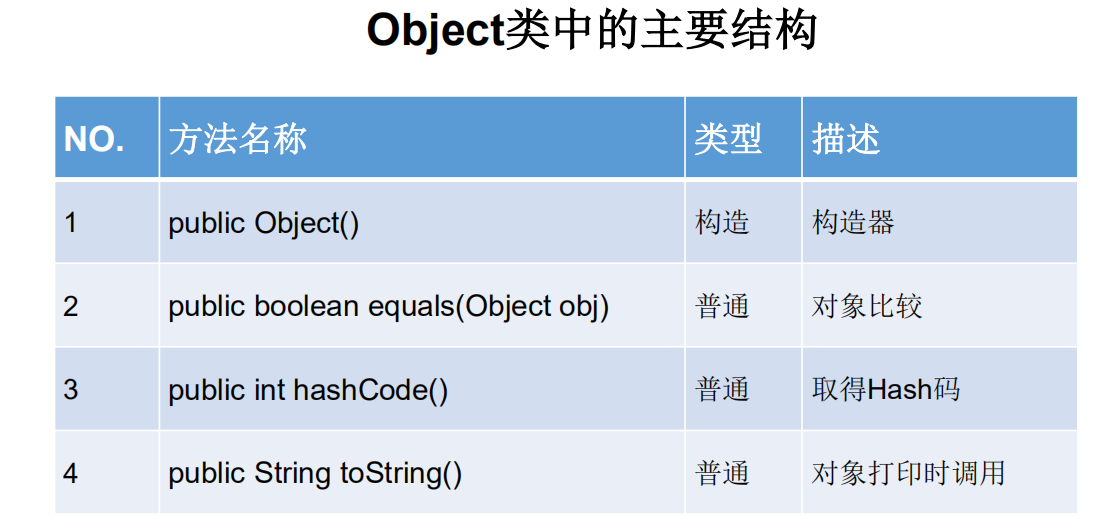 Object类中的主要结构
NO. 方法名称 类型 描述
1 public Object() 构造 构造器
2 public boolean equals(Object obj) 普通 对象比较
3 public int hashCode() 普通 取得Hash码
4 public String toString() 普通 对象打印时调用